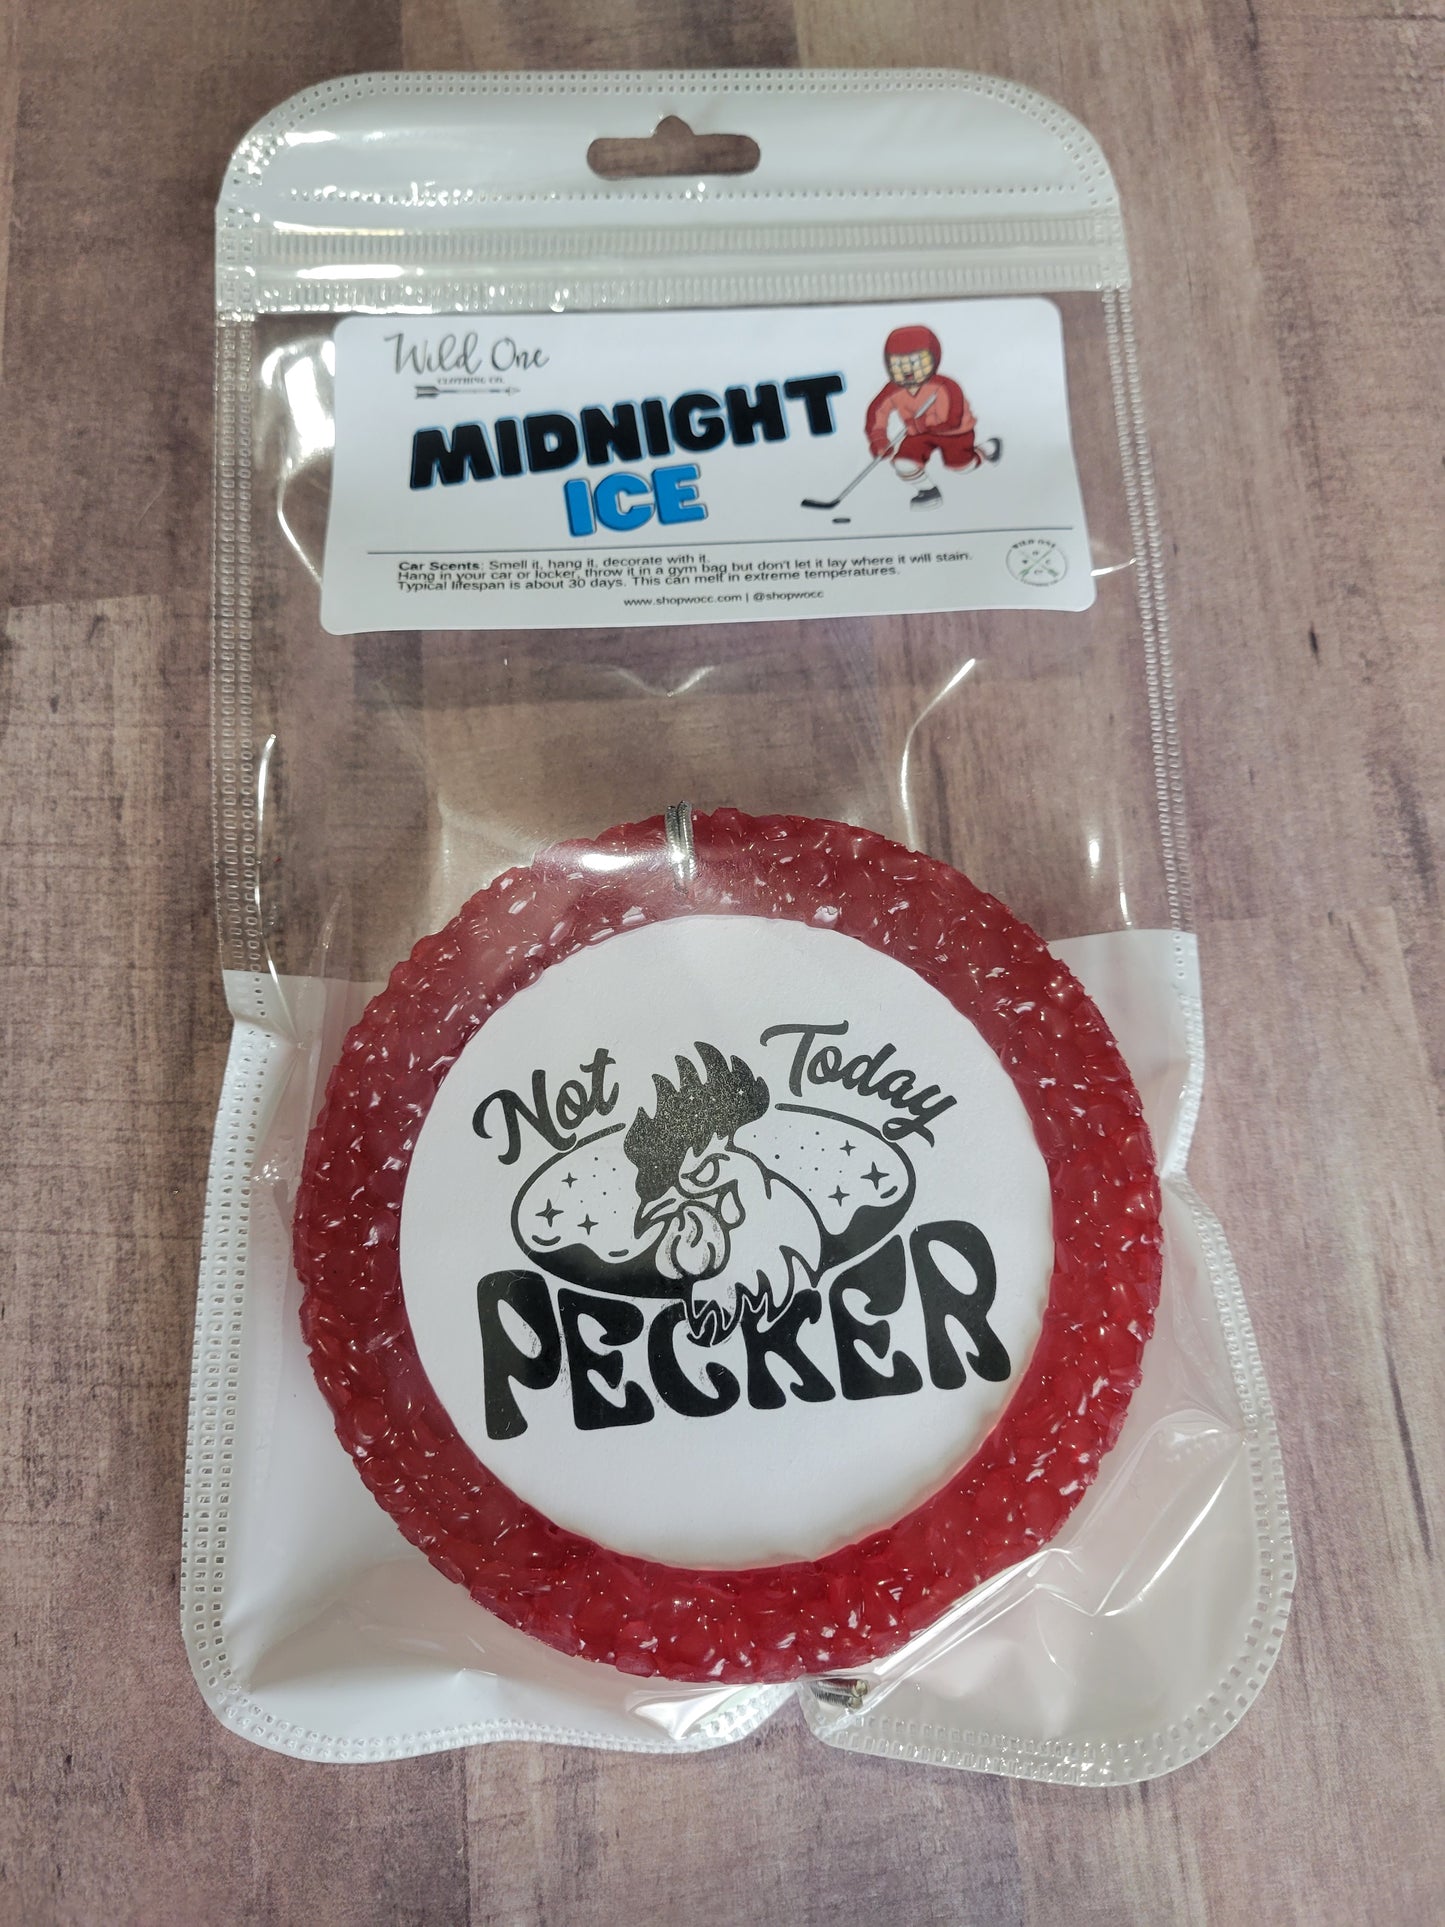 Wild One
CLOTHING CO.
MIDNIGHT
ICE
Car Scents: Smell it, hang it, decorate with it.
Hang in your car or locker, throw it in a gym bag but don't let it lay where it will stain.
Typical lifespan is about 30 days. This can melt in extreme temperatures.
www.shopwocc.com | @shopwocc
WILD ONE
Not Today
PECKER